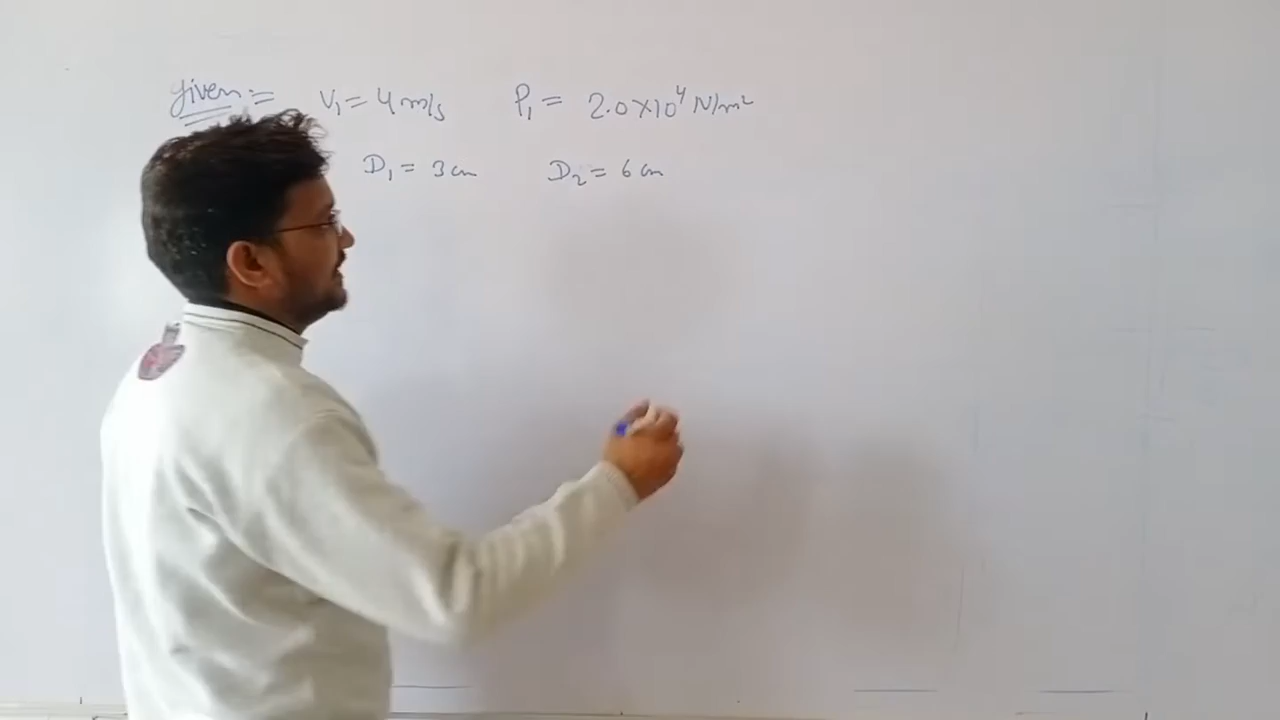 given:= V₁ = 4 m/s P₁ = 2.0×10⁴ N/m²
D₁ = 3 cm D₂ = 6 cm